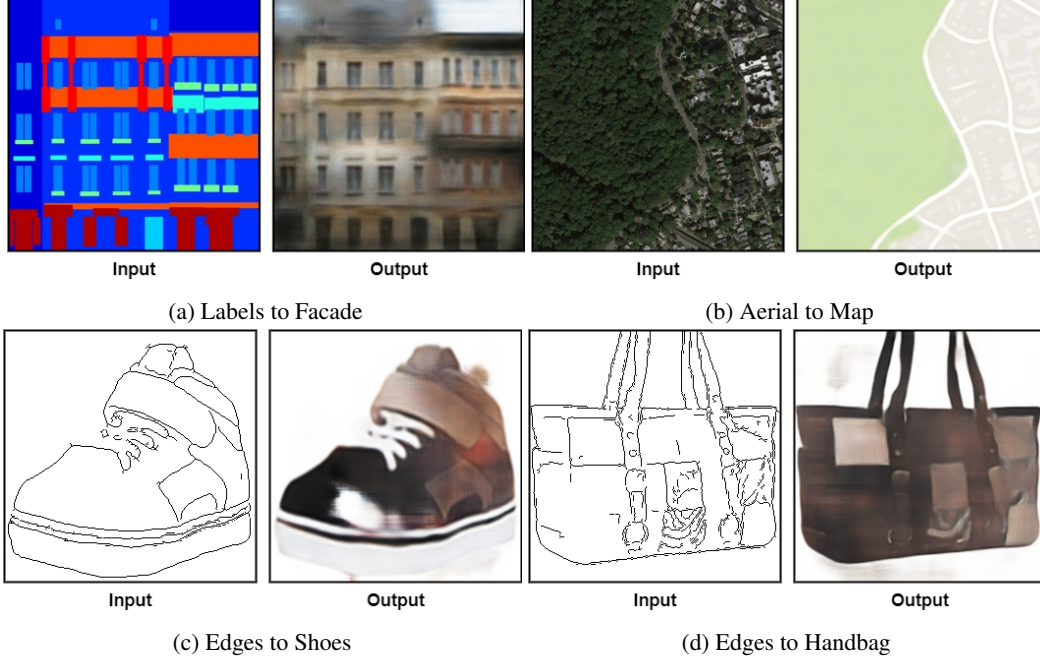 Input Output Input Output
(a) Labels to Facade (b) Aerial to Map
Input Output Input Output
(c) Edges to Shoes (d) Edges to Handbag